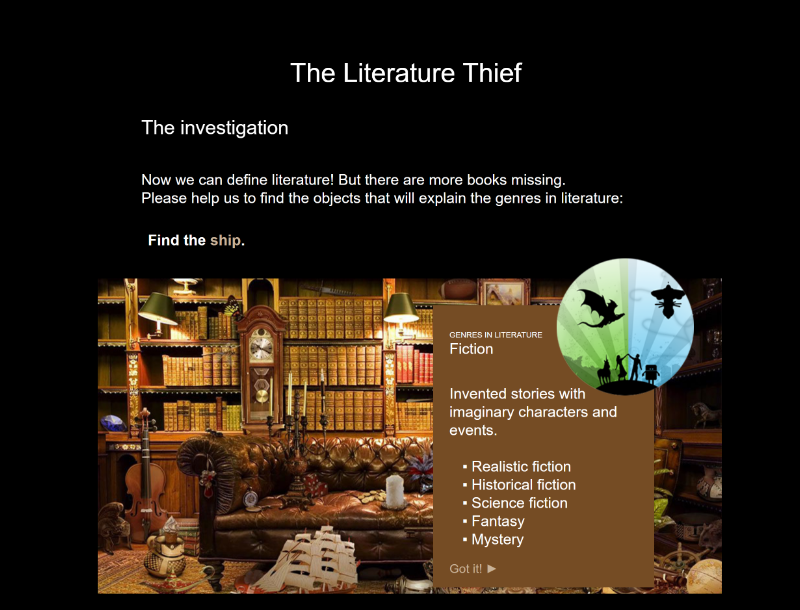 The Literature Thief
The investigation
Now we can define literature! But there are more books missing.
Please help us to find the objects that will explain the genres in literature:
Find the ship.
GENRES IN LITERATURE
Fiction
Invented stories with
imaginary characters and
events.
▪ Realistic fiction
▪ Historical fiction
▪ Science fiction
▪ Fantasy
▪ Mystery
Got it! ►